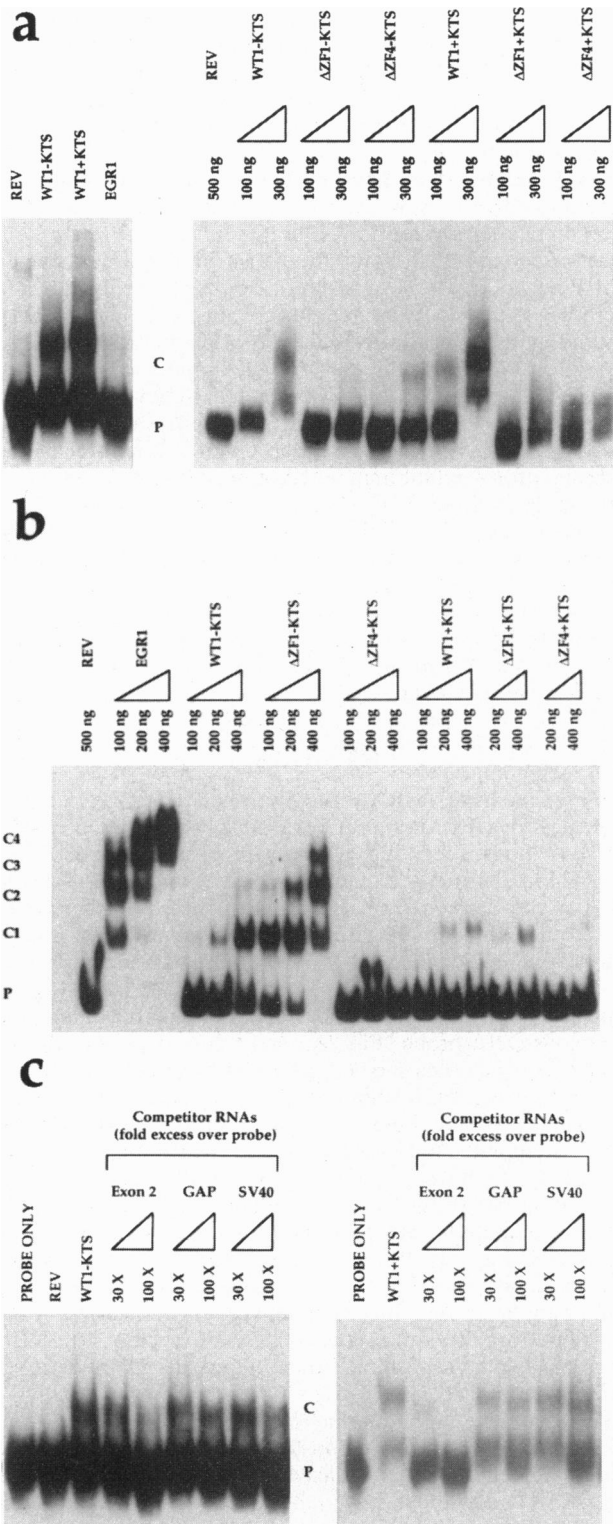 a
REV
WT1-KTS
WT1+KTS
EGR1
REV
WT1-KTS
ΔZF1-KTS
ΔZF4-KTS
WT1+KTS
ΔZF1+KTS
ΔZF4+KTS
500 ng
100 ng
300 ng
100 ng
300 ng
100 ng
300 ng
100 ng
300 ng
100 ng
300 ng
100 ng
300 ng
C
P
b
REV
EGR1
WT1-KTS
ΔZF1-KTS
ΔZF4-KTS
WT1+KTS
ΔZF1+KTS
ΔZF4+KTS
500 ng
100 ng
200 ng
400 ng
100 ng
200 ng
400 ng
100 ng
200 ng
400 ng
100 ng
200 ng
400 ng
100 ng
200 ng
400 ng
200 ng
400 ng
200 ng
400 ng
C4
C3
C2
C1
P
c
Competitor RNAs
(fold excess over probe)
Exon 2 GAP SV40
PROBE ONLY
REV
WT1-KTS
30 X
100 X
30 X
100 X
30 X
100 X
Competitor RNAs
(fold excess over probe)
Exon 2 GAP SV40
PROBE ONLY
WT1+KTS
30 X
100 X
30 X
100 X
30 X
100 X
C
P